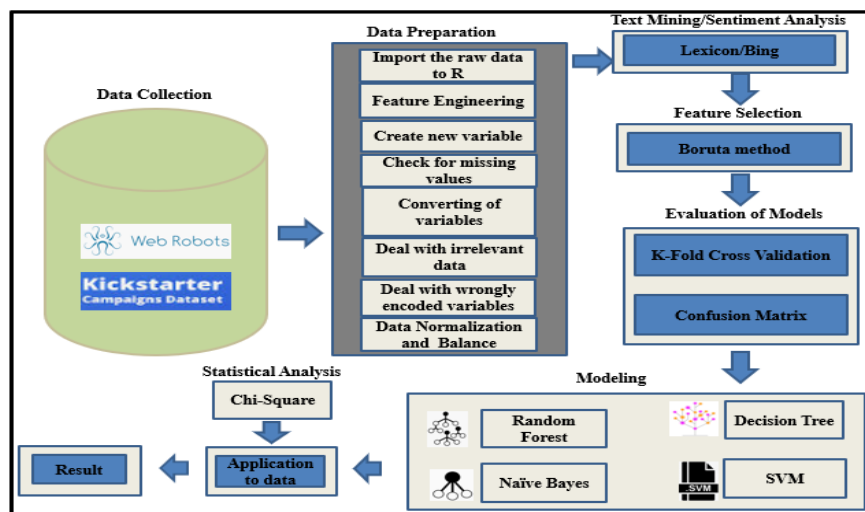 Data Collection
Web Robots
Kickstarter
Campaigns Dataset
Data Preparation
Import the raw data
to R
Feature Engineering
Create new variable
Check for missing
values
Converting of
variables
Deal with irrelevant
data
Deal with wrongly
encoded variables
Data Normalization
and Balance
Text Mining/Sentiment Analysis
Lexicon/Bing
Feature Selection
Boruta method
Evaluation of Models
K-Fold Cross Validation
Confusion Matrix
Modeling
Random
Forest
Decision Tree
Naïve Bayes
.SVM
SVM
Statistical Analysis
Chi-Square
Application
to data
Result